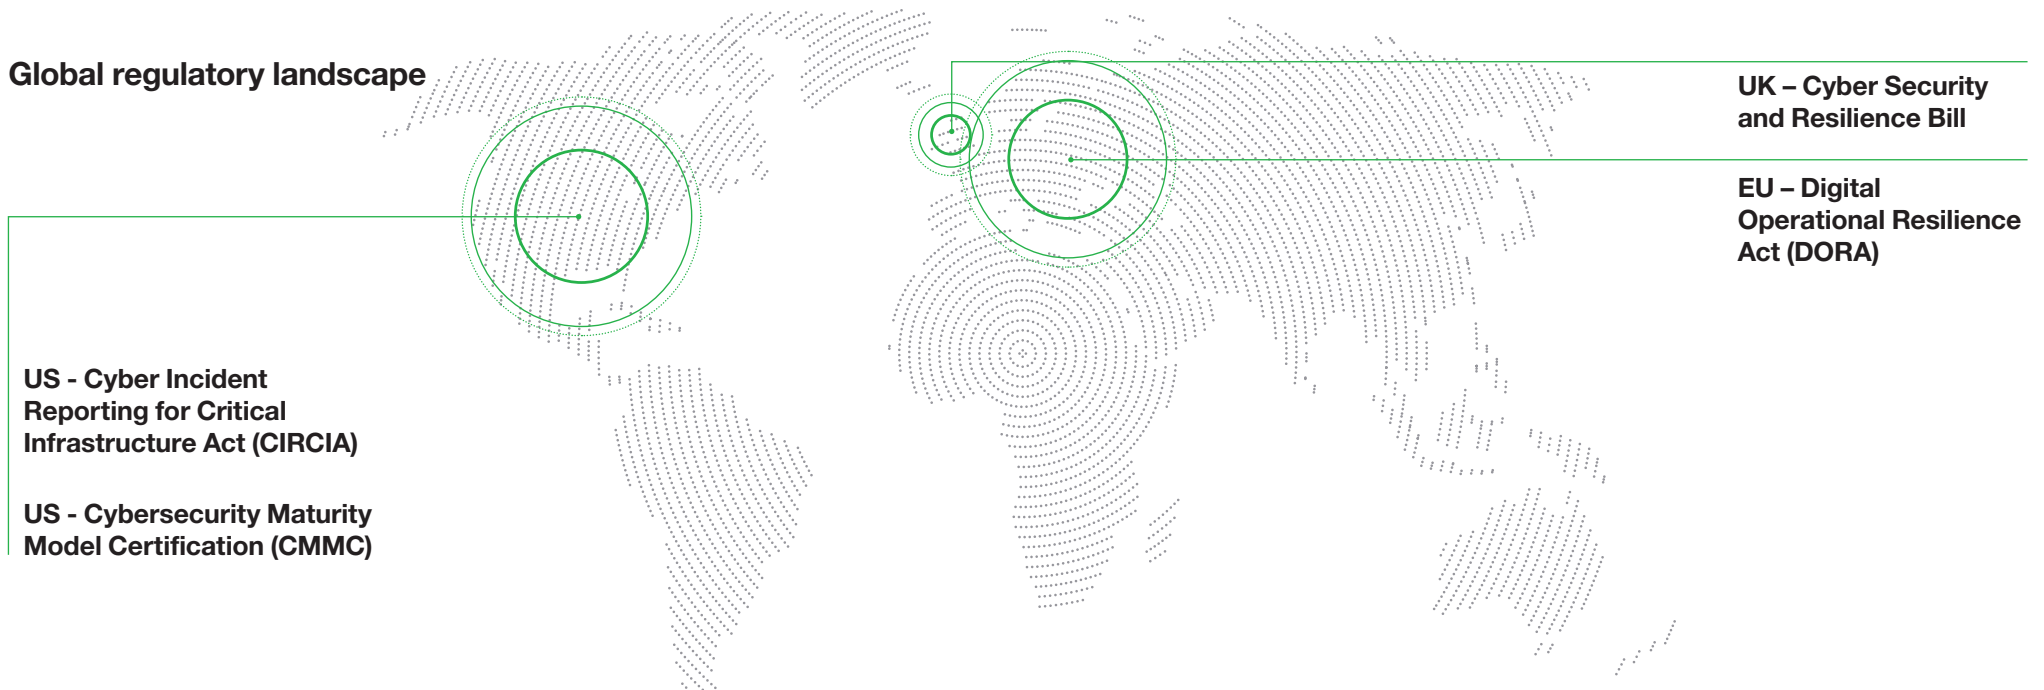 Global regulatory landscape
UK – Cyber Security
and Resilience Bill
EU – Digital
Operational Resilience
Act (DORA)
US - Cyber Incident
Reporting for Critical
Infrastructure Act (CIRCIA)
US - Cybersecurity Maturity
Model Certification (CMMC)